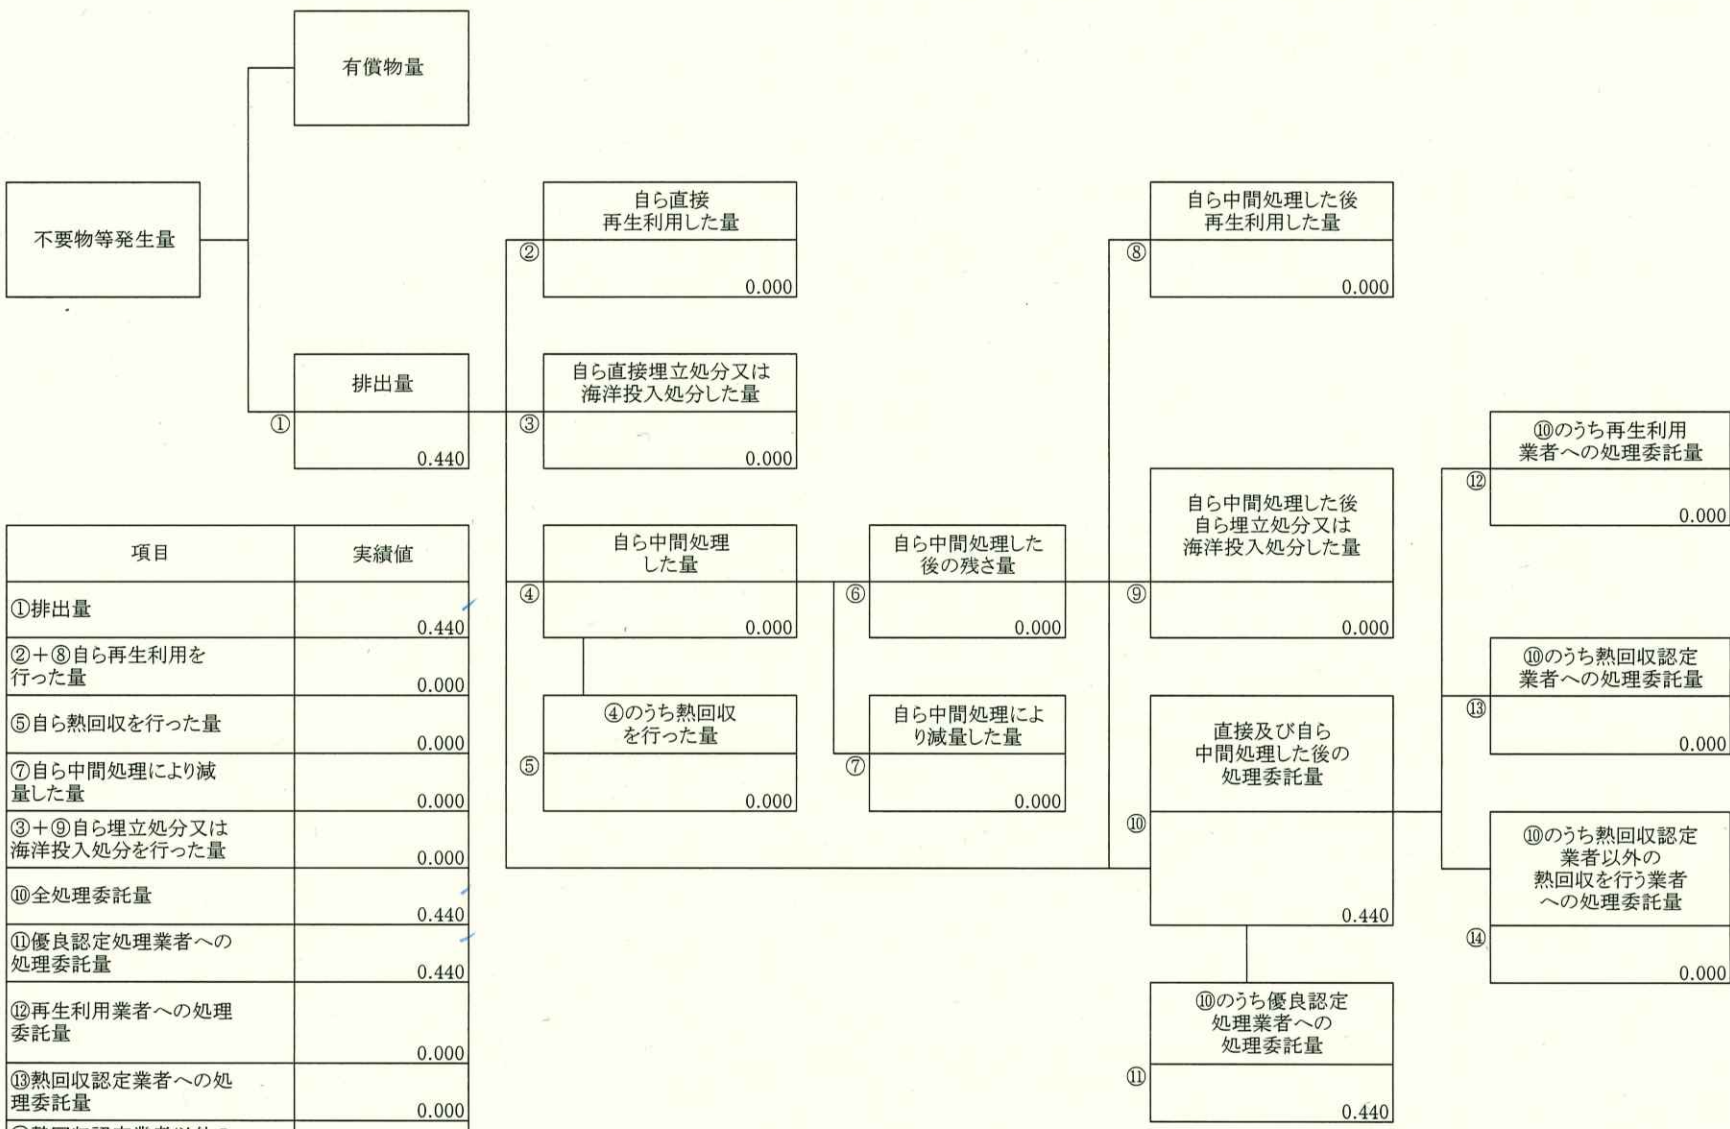 有償物量
不要物等発生量
自ら直接
再生利用した量
②
0.000
自ら中間処理した後
再生利用した量
⑧
0.000
排出量
①
0.440
自ら直接埋立処分又は
海洋投入処分した量
③
0.000
⑩のうち再生利用
業者への処理委託量
⑫
0.000
自ら中間処理
した量
④
0.000
自ら中間処理した
後の残さ量
⑥
0.000
自ら中間処理した後
自ら埋立処分又は
海洋投入処分した量
⑨
0.000
⑩のうち熱回収認定
業者への処理委託量
⑬
0.000
④のうち熱回収
を行った量
⑤
0.000
自ら中間処理によ
り減量した量
⑦
0.000
直接及び自ら
中間処理した後の
処理委託量
⑩
0.440
⑩のうち熱回収認定
業者以外の
熱回収を行う業者
への処理委託量
⑭
0.000
⑩のうち優良認定
処理業者への
処理委託量
⑪
0.440
項目 実績値
①排出量
0.440
②+⑧自ら再生利用を
行った量
0.000
⑤自ら熱回収を行った量
0.000
⑦自ら中間処理により減
量した量
0.000
③+⑨自ら埋立処分又は
海洋投入処分を行った量
0.000
⑩全処理委託量
0.440
⑪優良認定処理業者への
処理委託量
0.440
⑫再生利用業者への処理
委託量
0.000
⑬熱回収認定業者への処
理委託量
0.000